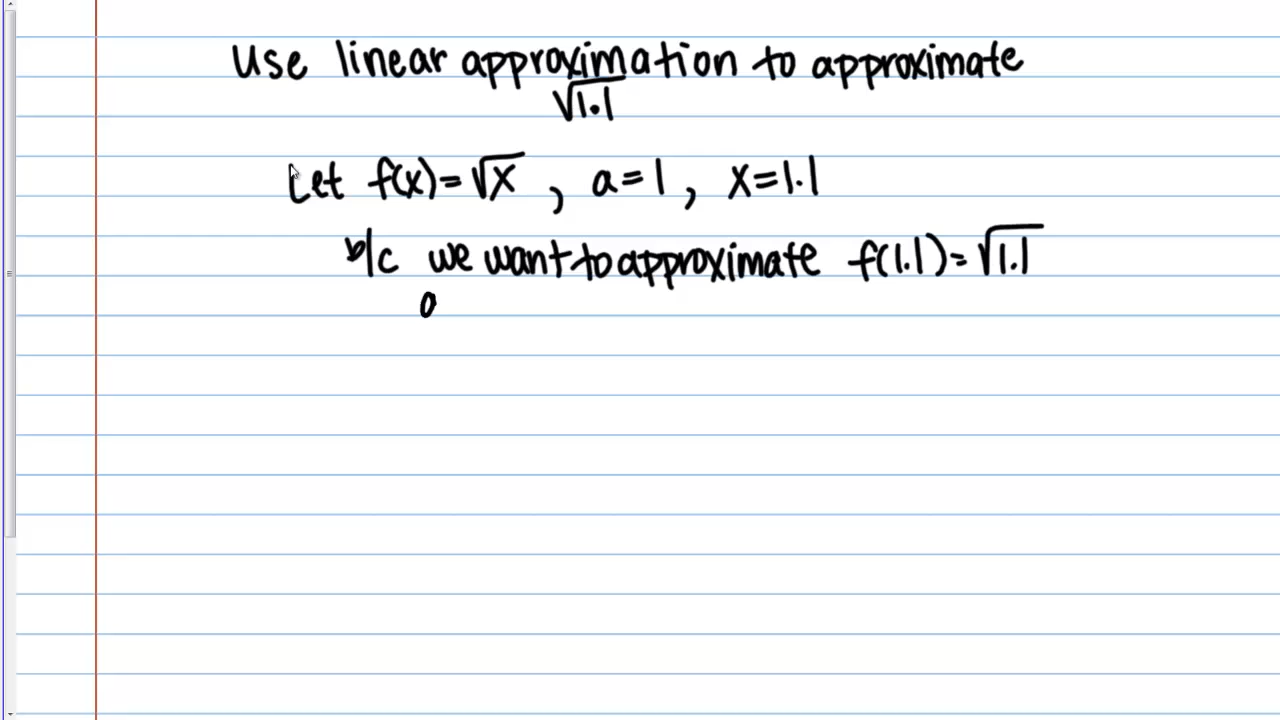 Use linear approximation to approximate
√1.1
Let f(x)=√x , a=1, x=1.1
b/c we want to approximate f(1.1)=√1.1
a